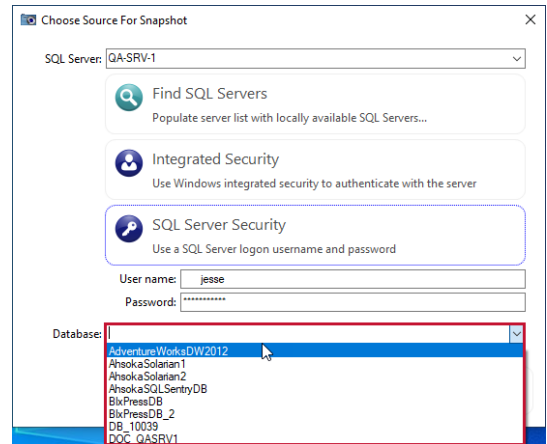 Choose Source For Snapshot
SQL Server: QA-SRV-1
Find SQL Servers
Populate server list with locally available SQL Servers...
Integrated Security
Use Windows integrated security to authenticate with the server
SQL Server Security
Use a SQL Server logon username and password
User name: jesse
Password: ***********
Database:
AdventureWorksDW2012
AhsokaSolarian1
AhsokaSolarian2
AhsokaSQLSentryDB
BlxPressDB
BlxPressDB_2
DB_10039
DOC_QASRV1